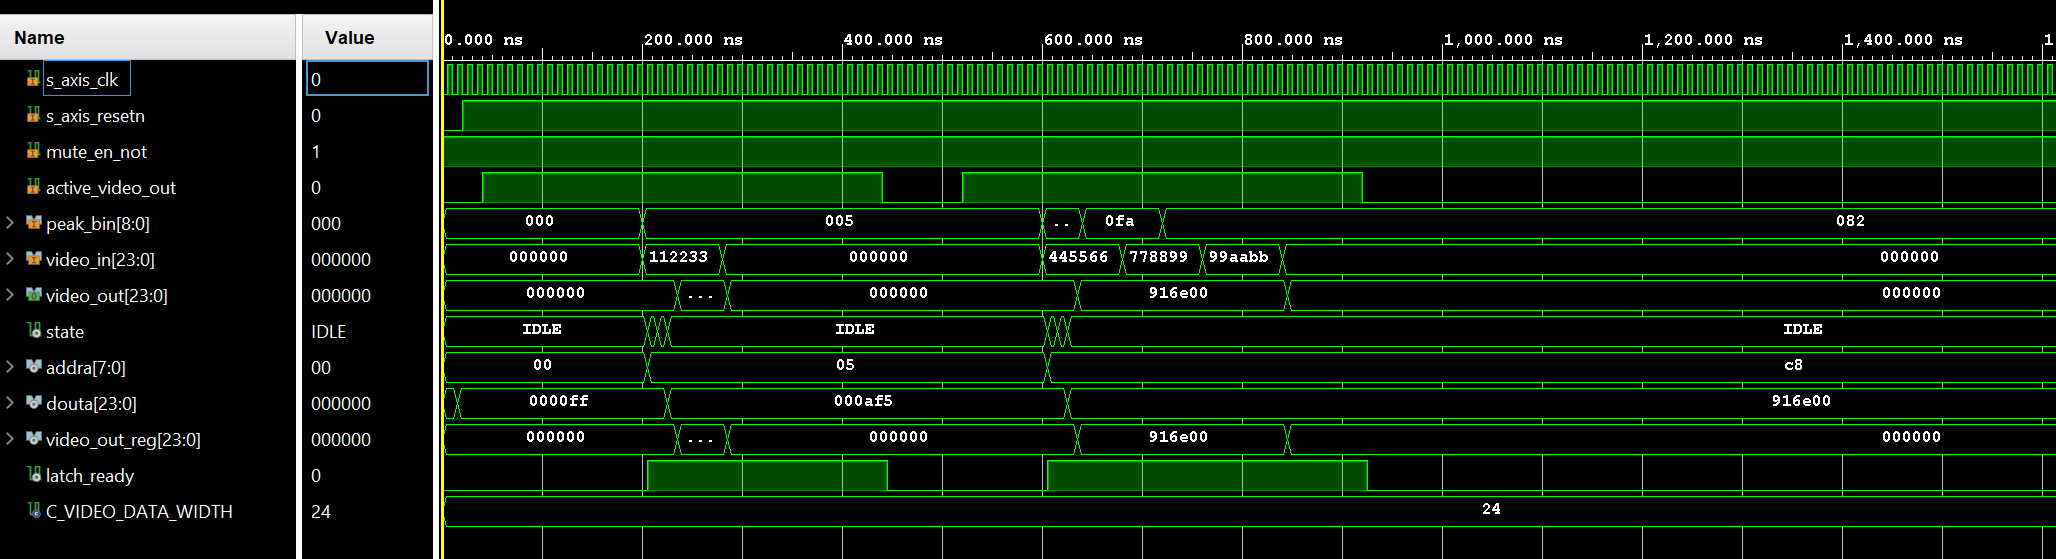 Name Value 0.000 ns 200.000 ns 400.000 ns 600.000 ns 800.000 ns 1,000.000 ns 1,200.000 ns 1,400.000 ns 1
s_axis_clk 0
s_axis_resetn 0
mute_en_not 1
active_video_out 0
peak_bin[8:0] 000 000 005 .. 0fa 082
video_in[23:0] 000000 000000 112233 000000 445566 778899 99aabb 000000
video_out[23:0] 000000 000000 ... 000000 916e00 000000
state IDLE IDLE IDLE IDLE
addra[7:0] 00 00 05 c8
douta[23:0] 000000 0000ff 000af5 916e00
video_out_reg[23:0] 000000 000000 ... 000000 916e00 000000
latch_ready 0
C_VIDEO_DATA_WIDTH 24 24